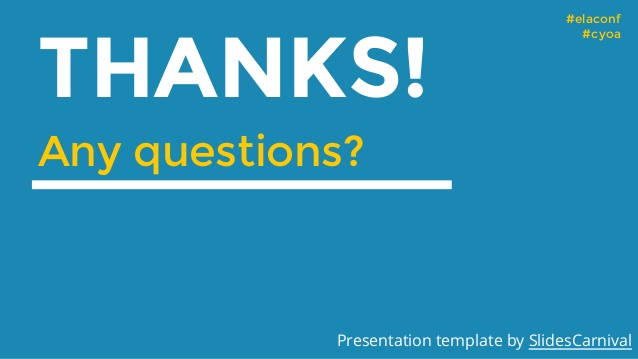 #elaconf
#cyoa
THANKS!
Any questions?
Presentation template by SlidesCarnival